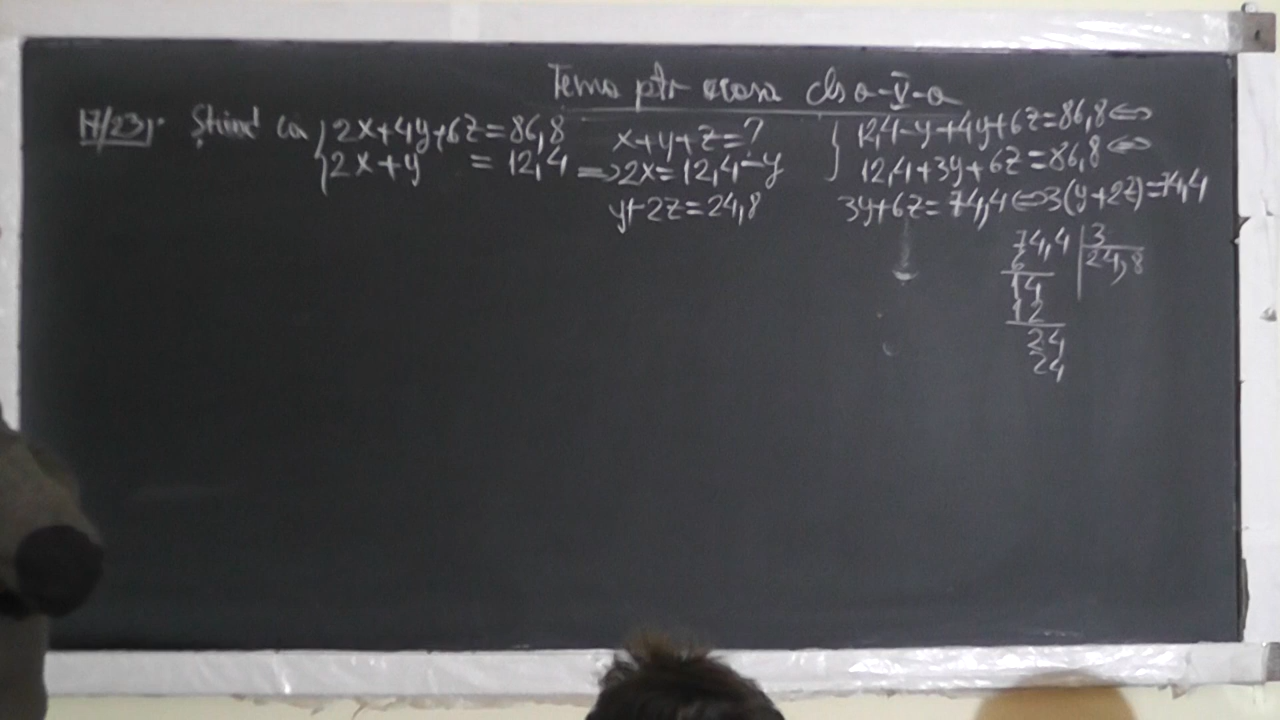 Tema ptr acasă cls a-V-a
17/23). Știind că
2x+4y+6z=86,8
2x+y = 12,4 => 2x=12,4-y
x+y+z=?
y+2z=24,8
12,4-y+4y+6z=86,8 <=>
12,4+3y+6z=86,8 <=>
3y+6z=74,4 <=> 3(y+2z)=74,4
74,4 | 3
6 24,8
14
12
24
24